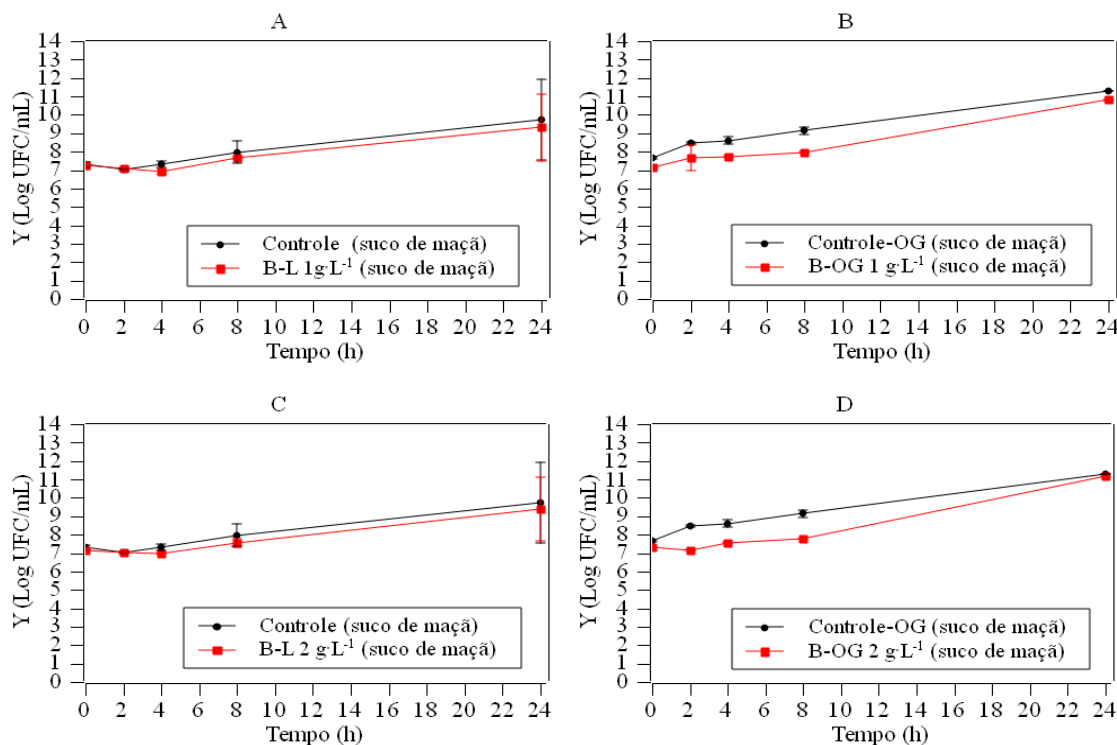 A
Y (Log UFC/mL)
14
13
12
11
10
9
8
7
6
5
4
3
2
1
0
Controle (suco de maçã)
B-L 1g·L⁻¹ (suco de maçã)
0 2 4 6 8 10 12 14 16 18 20 22 24
Tempo (h)
B
Y (Log UFC/mL)
14
13
12
11
10
9
8
7
6
5
4
3
2
1
0
Controle-OG (suco de maçã)
B-OG 1 g·L⁻¹ (suco de maçã)
0 2 4 6 8 10 12 14 16 18 20 22 24
Tempo (h)
C
Y (Log UFC/mL)
14
13
12
11
10
9
8
7
6
5
4
3
2
1
0
Controle (suco de maçã)
B-L 2 g·L⁻¹ (suco de maçã)
0 2 4 6 8 10 12 14 16 18 20 22 24
Tempo (h)
D
Y (Log UFC/mL)
14
13
12
11
10
9
8
7
6
5
4
3
2
1
0
Controle-OG (suco de maçã)
B-OG 2 g·L⁻¹ (suco de maçã)
0 2 4 6 8 10 12 14 16 18 20 22 24
Tempo (h)